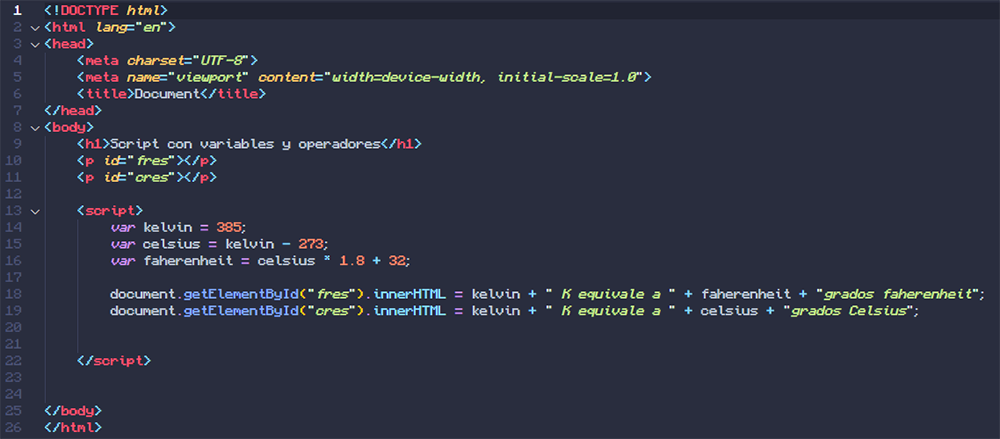 1 <!DOCTYPE html>
2 <html lang="en">
3 <head>
4     <meta charset="UTF-8">
5     <meta name="viewport" content="width=device-width, initial-scale=1.0">
6     <title>Document</title>
7 </head>
8 <body>
9     <h1>Script con variables y operadores</h1>
10     <p id="fres"></p>
11     <p id="cres"></p>
12
13     <script>
14         var kelvin = 385;
15         var celsius = kelvin - 273;
16         var faherenheit = celsius * 1.8 + 32;
17
18         document.getElementById("fres").innerHTML = kelvin + " K equivale a " + faherenheit + "grados faherenheit";
19         document.getElementById("cres").innerHTML = kelvin + " K equivale a " + celsius + "grados Celsius";
20
21
22     </script>
23
24
25 </body>
26 </html>